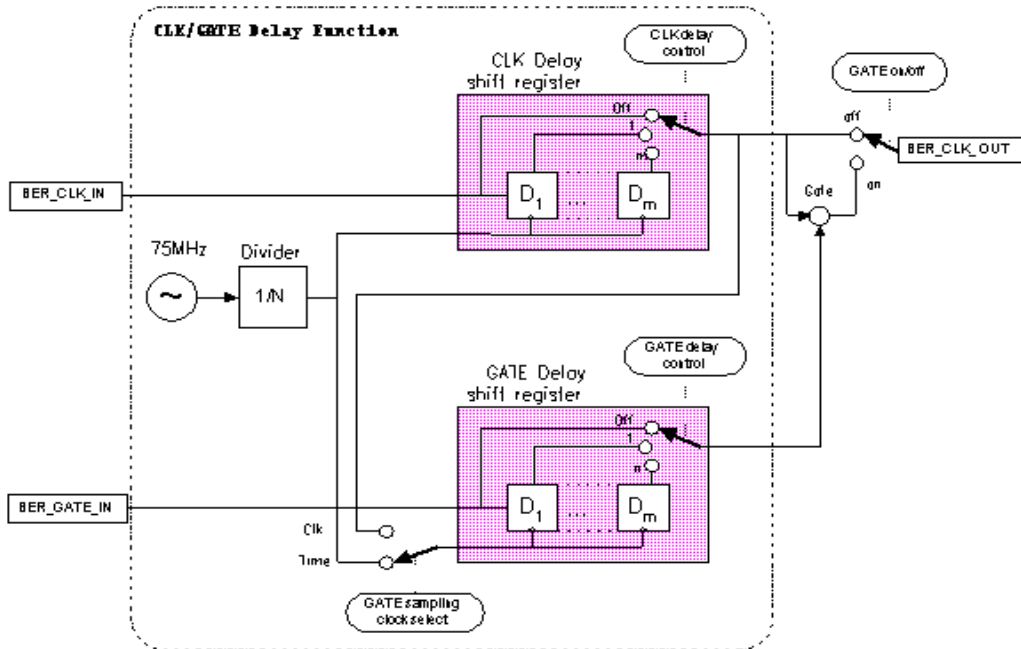 CLK/GATE Delay Function
CLK delay
control
CLK Delay
shift register
GATE on/off
Off
1
m
off
BER_CLK_OUT
on
Gate
BER_CLK_IN
D1
...
Dm
75MHz
Divider
~
1/N
GATE delay
control
GATE Delay
shift register
Off
1
n
BER_GATE_IN
D1
...
Dm
Clk
Time
GATE sampling
clock select